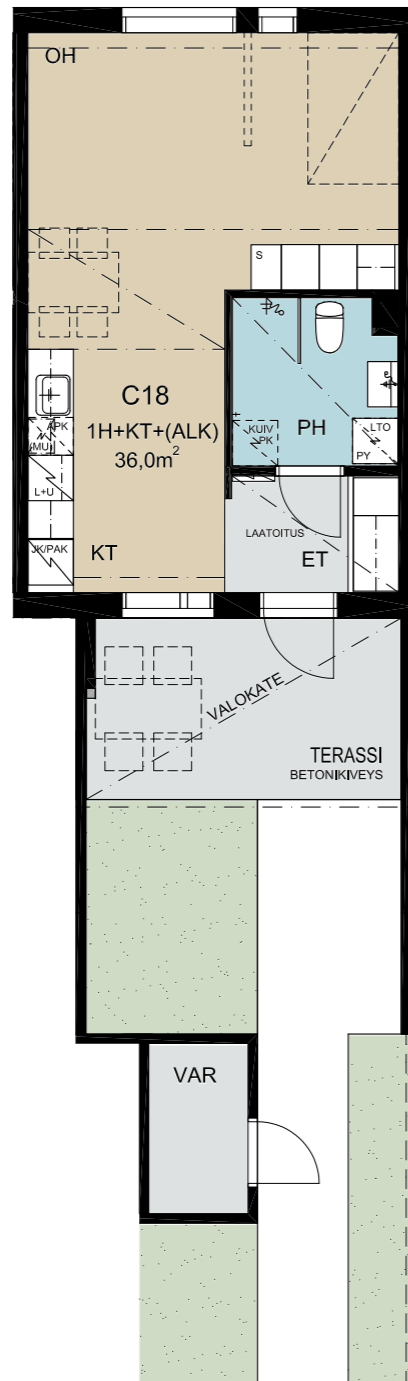 OH
S
C18
1H+KT+(ALK)
36,0m²
APK
(MU)
L+U
JK/PAK
KT
KUIV
PK
PH
LTO
PY
LAATOITUS
ET
VALOKATE
TERASSI
BETONIKIVEYS
VAR